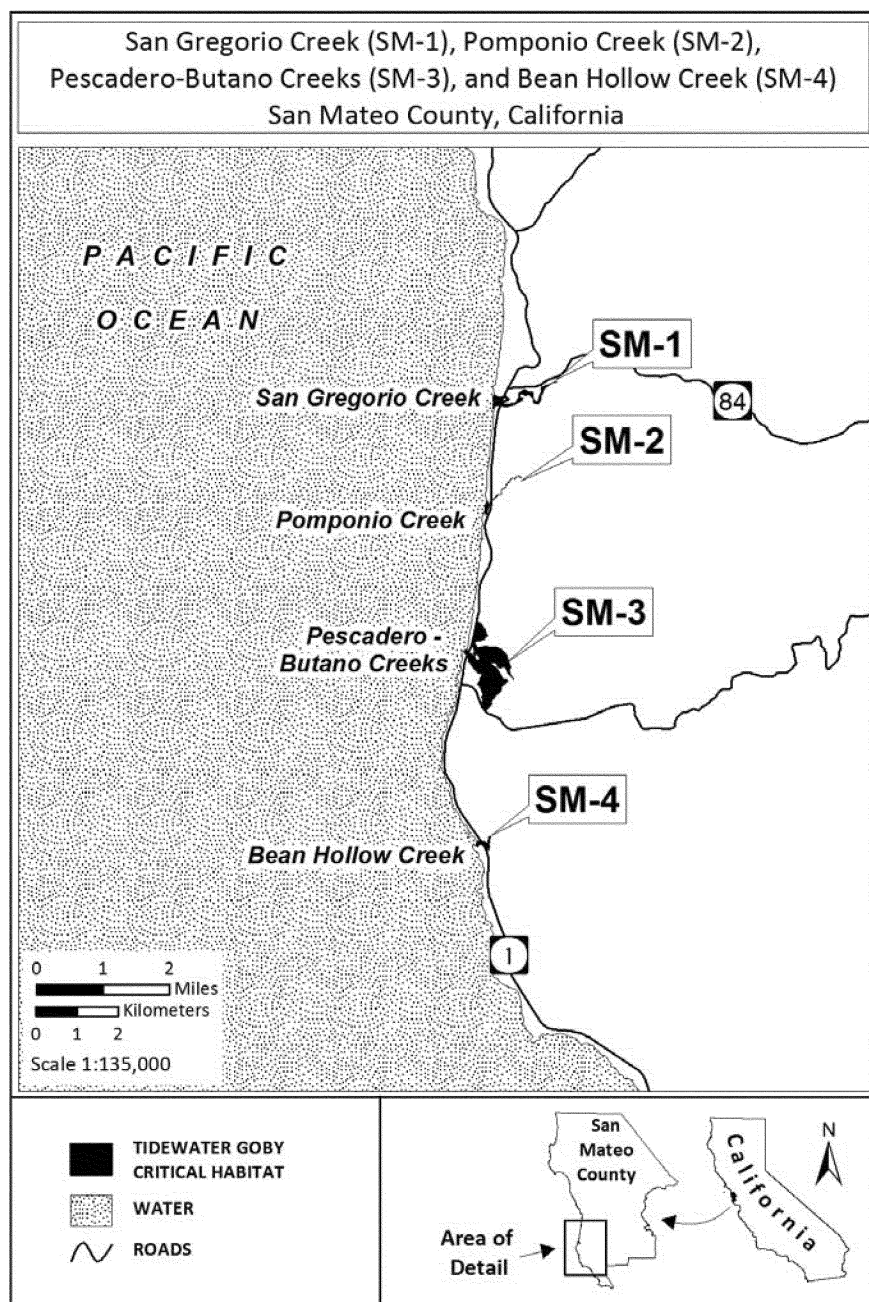 San Gregorio Creek (SM-1), Pomponio Creek (SM-2),
Pescadero-Butano Creeks (SM-3), and Bean Hollow Creek (SM-4)
San Mateo County, California
PACIFIC
OCEAN
SM-1
San Gregorio Creek
84
SM-2
Pomponio Creek
SM-3
Pescadero -
Butano Creeks
SM-4
Bean Hollow Creek
1
0 1 2
Miles
Kilometers
0 1 2
Scale 1:135,000
TIDEWATER GOBY
CRITICAL HABITAT
WATER
ROADS
San
Mateo
County
California
N
Area of
Detail